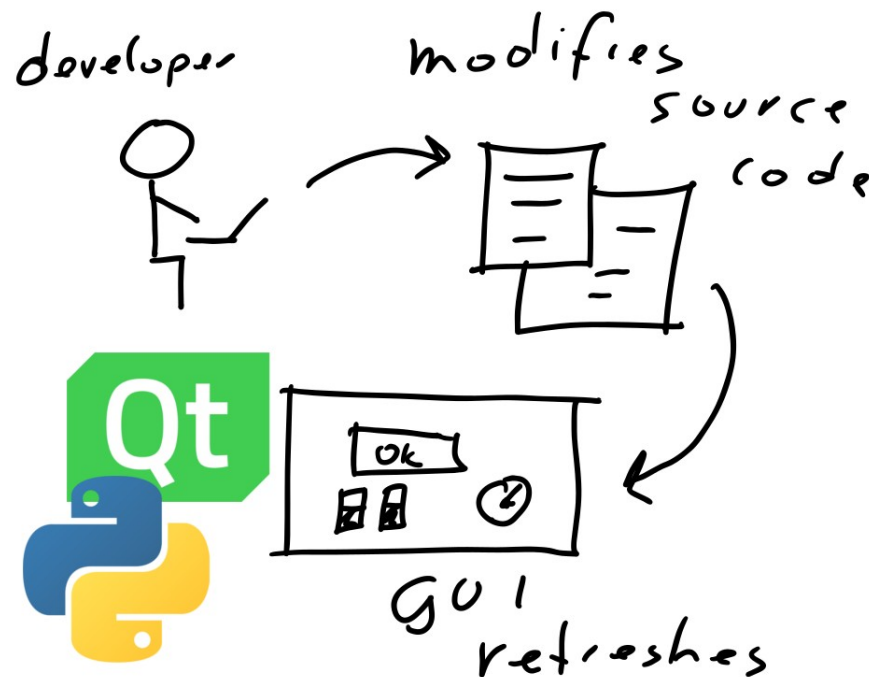 developer
modifies
source
code
Qt
OK
GUI
refreshes